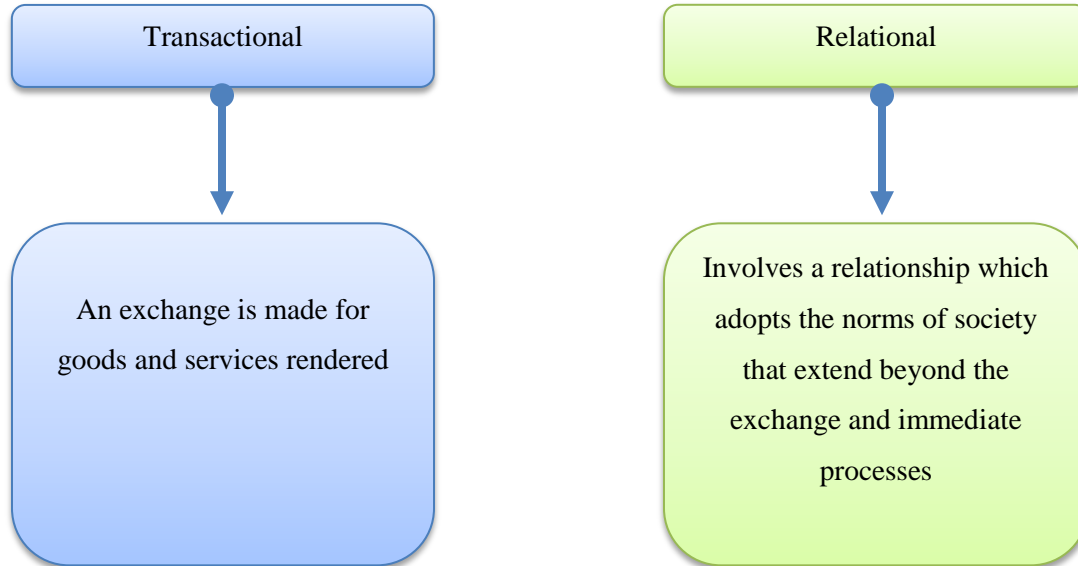 Transactional
Relational
An exchange is made for
goods and services rendered
Involves a relationship which
adopts the norms of society
that extend beyond the
exchange and immediate
processes